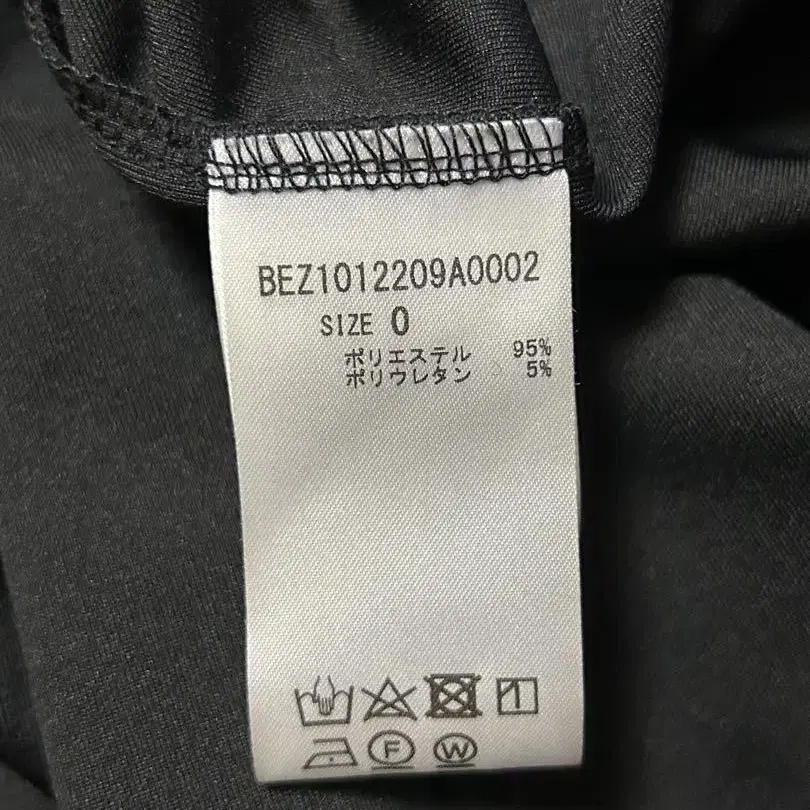 BEZ1012209A0002
SIZE 0
ポリエステル 95%
ポリウレタン 5%
F W